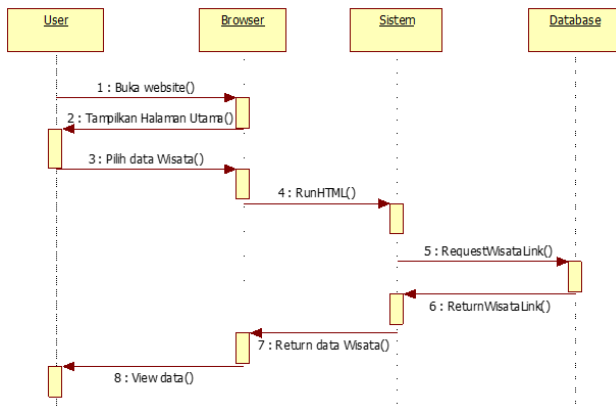 User
Browser
Sistem
Database
1 : Buka website()
2 : Tampilkan Halaman Utama()
3 : Pilih data Wisata()
4 : RunHTML()
5 : RequestWisataLink()
6 : ReturnWisataLink()
7 : Return data Wisata()
8 : View data()